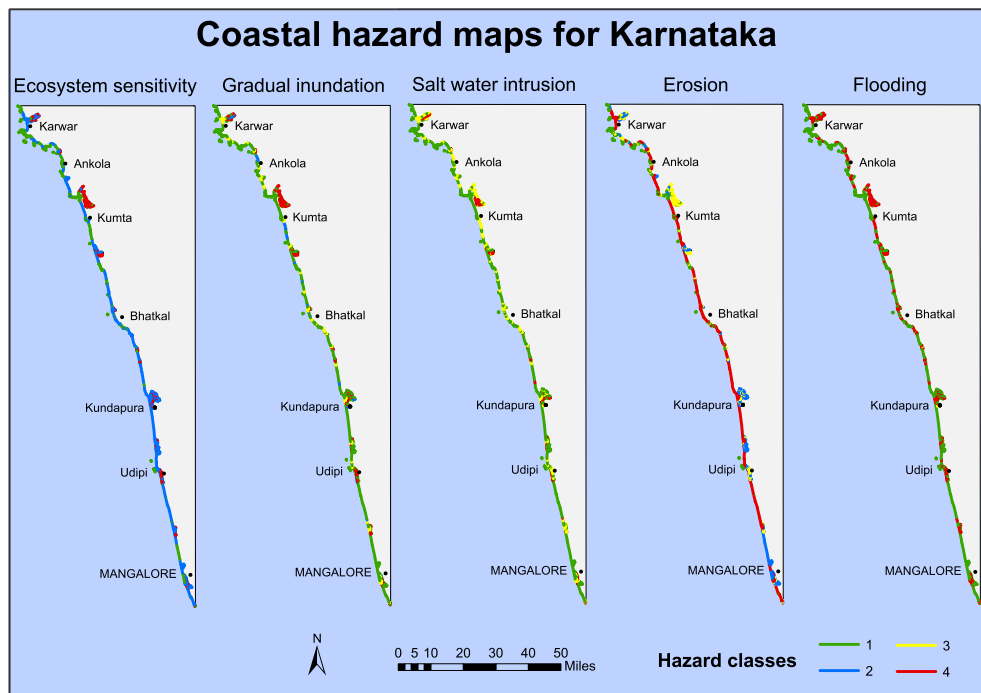 Coastal hazard maps for Karnataka
Ecosystem sensitivity
Karwar
Ankola
Kumta
Bhatkal
Kundapura
Udipi
MANGALORE
Gradual inundation
Karwar
Ankola
Kumta
Bhatkal
Kundapura
Udipi
MANGALORE
Salt water intrusion
Karwar
Ankola
Kumta
Bhatkal
Kundapura
Udipi
MANGALORE
Erosion
Karwar
Ankola
Kumta
Bhatkal
Kundapura
Udipi
MANGALORE
Flooding
Karwar
Ankola
Kumta
Bhatkal
Kundapura
Udipi
MANGALORE
N
0 5 10 20 30 40 50
Miles
Hazard classes
1 3
2 4